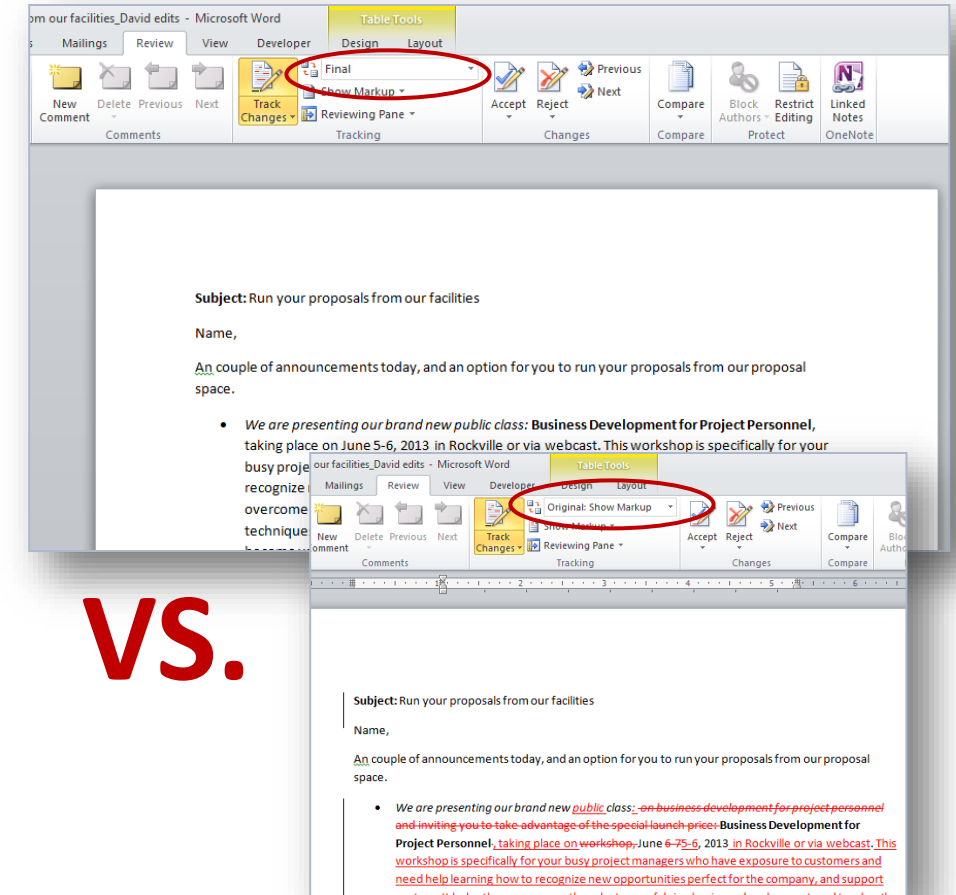 om our facilities_David edits - Microsoft Word
Table Tools
Mailings Review View Developer Design Layout
New Comment
Delete
Previous
Next
Comments
Track Changes
Final
Show Markup
Reviewing Pane
Tracking
Accept
Reject
Previous
Next
Changes
Compare
Compare
Block Authors
Restrict Editing
Protect
Linked Notes
OneNote
Subject: Run your proposals from our facilities
Name,
An couple of announcements today, and an option for you to run your proposals from our proposal
space.
• We are presenting our brand new public class: Business Development for Project Personnel,
taking place on June 5-6, 2013 in Rockville or via webcast. This workshop is specifically for your
busy proje
recognize
overcome
technique
VS.
our facilities_David edits - Microsoft Word
Table Tools
Mailings Review View Developer Design Layout
New
omment
Delete
Previous
Next
Comments
Track Changes
Original: Show Markup
Show Markup
Reviewing Pane
Tracking
Accept
Reject
Previous
Next
Changes
Compare
Compare
Blo
Autho
1 2 3 4 5 6
Subject: Run your proposals from our facilities
Name,
An couple of announcements today, and an option for you to run your proposals from our proposal
space.
• We are presenting our brand new public class: on business development for project personnel
and inviting you to take advantage of the special launch price: Business Development for
Project Personnel , taking place on workshop, June 6-75-6, 2013 in Rockville or via webcast. This
workshop is specifically for your busy project managers who have exposure to customers and
need help learning how to recognize new opportunities perfect for the company, and support